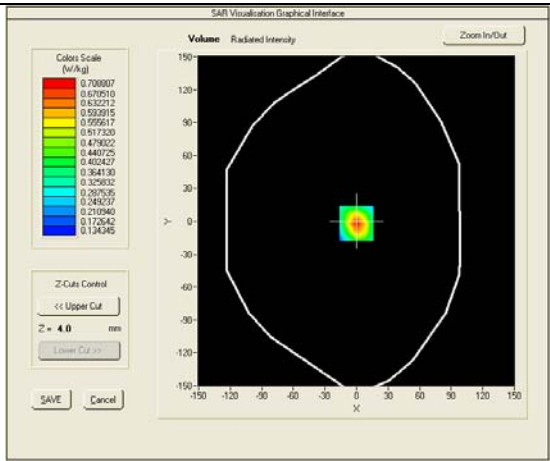 SAR Visualisation Graphical Interface
Volume Radiated Intensity
Zoom In/Out
Colors Scale
(W/kg)
0.708807
0.670510
0.632212
0.593915
0.555617
0.517320
0.479022
0.440725
0.402427
0.364130
0.325832
0.287535
0.249237
0.210940
0.172642
0.134345
Z-Cuts Control
<< Upper Cut
Z = 4.0 mm
Lower Cut >>
SAVE Cancel
150
120
90
60
30
0
-30
-60
-90
-120
-150
Y
-150 -120 -90 -60 -30 0 30 60 90 120 150
X